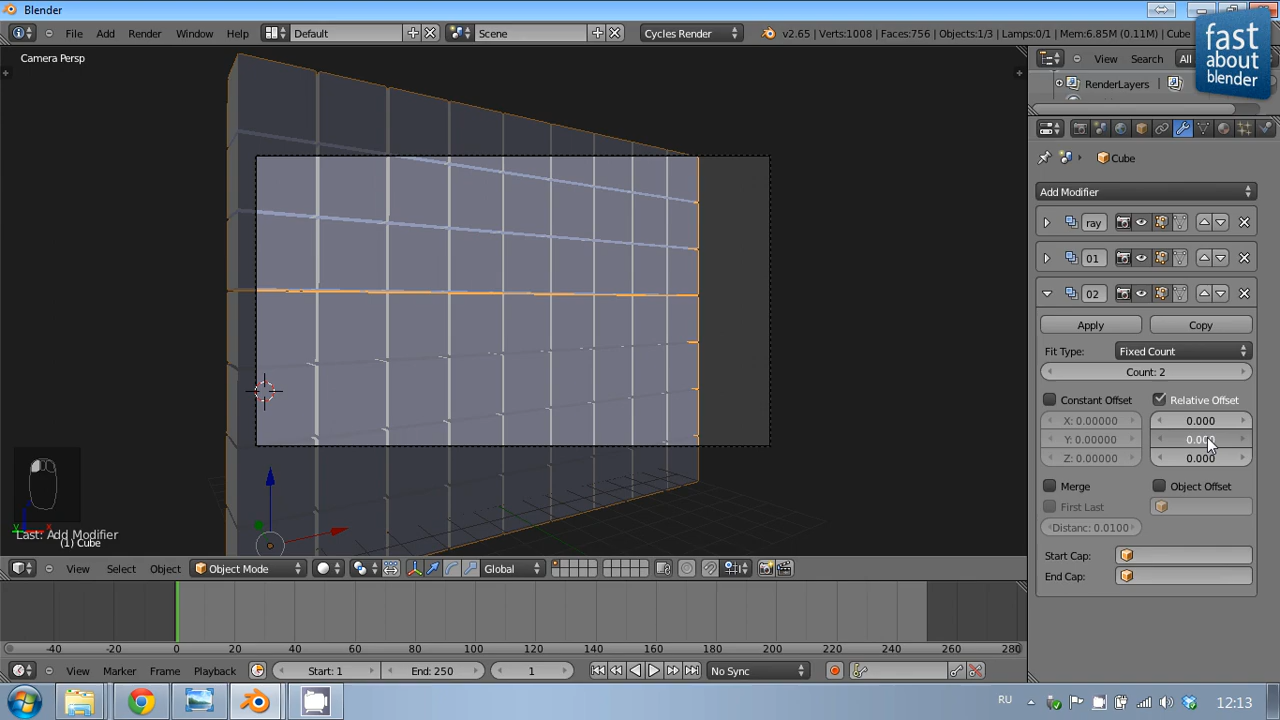 Blender
File Add Render Window Help
Default
Scene
Cycles Render
v2.65 | Verts:1008 | Faces:756 | Objects:1/3 | Lamps:0/1 | Mem:6.85M (0.11M) | Cube
fast
about
blender
Camera Persp
View Search All
RenderLayers
Cube
Add Modifier
ray
01
02
Apply Copy
Fit Type: Fixed Count
Count: 2
Constant Offset Relative Offset
X: 0.00000 0.000
Y: 0.00000 0.000
Z: 0.00000 0.000
Merge Object Offset
First Last
Distanc: 0.0100
Start Cap:
End Cap:
Last: Add Modifier
(1) Cube
View Select Object Object Mode Global
-40 -20 0 20 40 60 80 100 120 140 160 180 200 220 240 260 280
View Marker Frame Playback Start: 1 End: 250 1 No Sync
RU 12:13